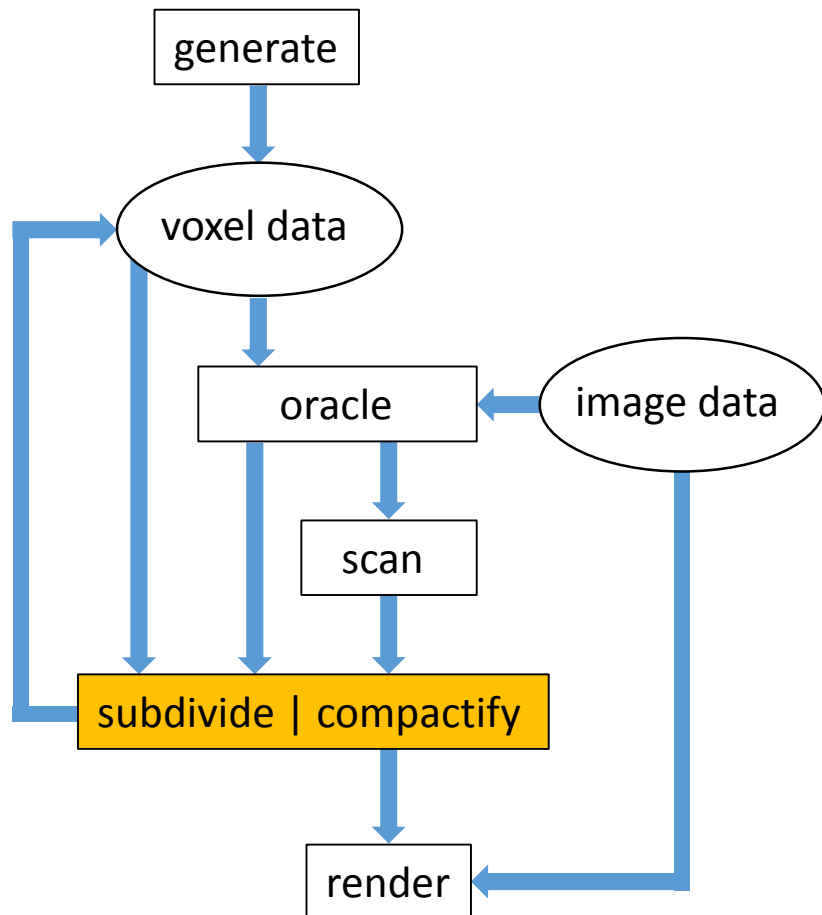 generate
voxel data
oracle
image data
scan
subdivide | compactify
render